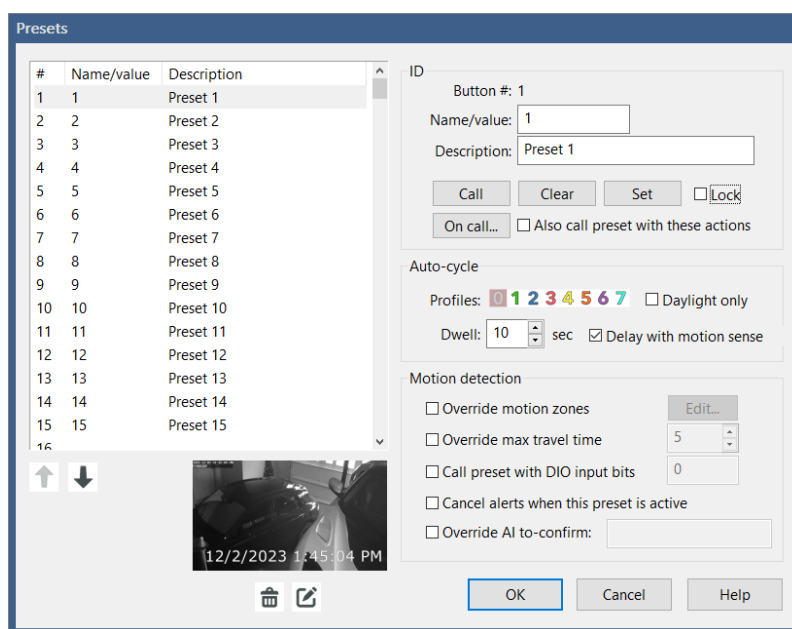 Presets
# Name/value Description
1 1 Preset 1
2 2 Preset 2
3 3 Preset 3
4 4 Preset 4
5 5 Preset 5
6 6 Preset 6
7 7 Preset 7
8 8 Preset 8
9 9 Preset 9
10 10 Preset 10
11 11 Preset 11
12 12 Preset 12
13 13 Preset 13
14 14 Preset 14
15 15 Preset 15
16
12/2/2023 1:45:04 PM
ID
Button #: 1
Name/value: 1
Description: Preset 1
Call Clear Set Lock
On call... Also call preset with these actions
Auto-cycle
Profiles: 0 1 2 3 4 5 6 7 Daylight only
Dwell: 10 sec Delay with motion sense
Motion detection
Override motion zones Edit...
Override max travel time 5
Call preset with DIO input bits 0
Cancel alerts when this preset is active
Override AI to-confirm:
OK Cancel Help